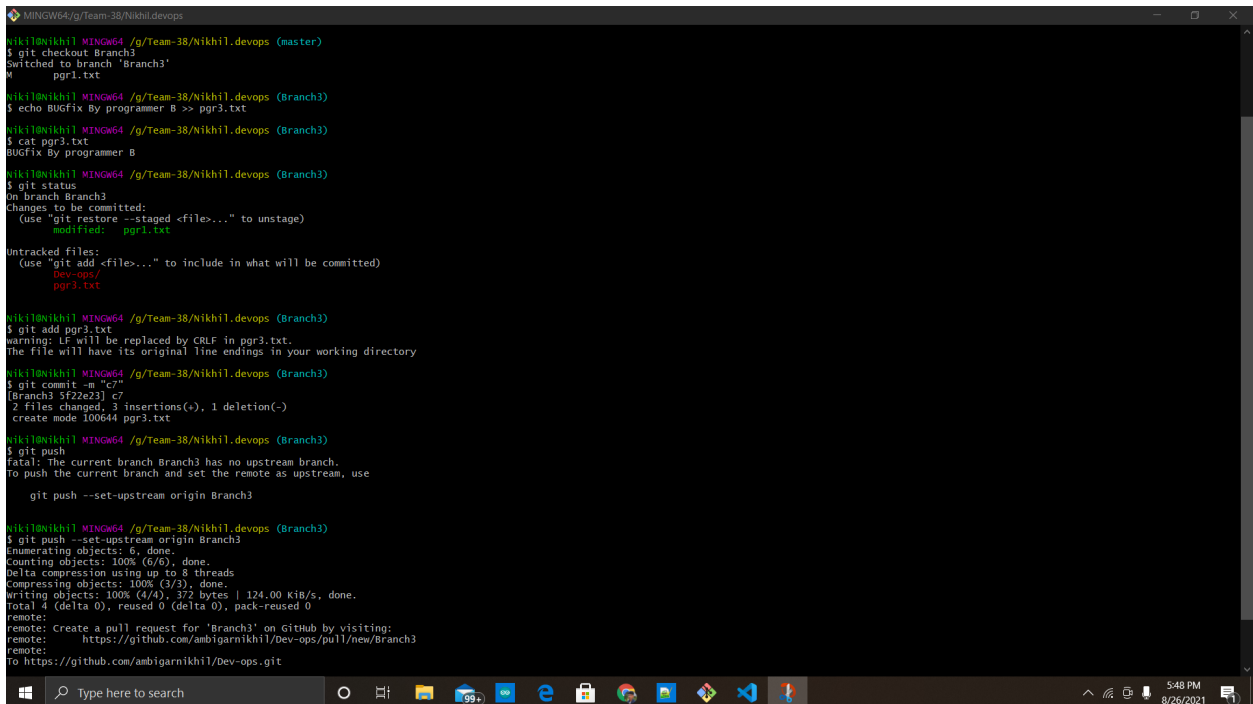 MINGW64:/g/Team-38/Nikhil.devops
Nikil@Nikhil MINGW64 /g/Team-38/Nikhil.devops (master)
$ git checkout Branch3
Switched to branch 'Branch3'
M       pgr1.txt
Nikil@Nikhil MINGW64 /g/Team-38/Nikhil.devops (Branch3)
$ echo BUGfix By programmer B >> pgr3.txt
Nikil@Nikhil MINGW64 /g/Team-38/Nikhil.devops (Branch3)
$ cat pgr3.txt
BUGfix By programmer B
Nikil@Nikhil MINGW64 /g/Team-38/Nikhil.devops (Branch3)
$ git status
On branch Branch3
Changes to be committed:
  (use "git restore --staged <file>..." to unstage)
        modified:   pgr1.txt
Untracked files:
  (use "git add <file>..." to include in what will be committed)
        Dev-ops/
        pgr3.txt
Nikil@Nikhil MINGW64 /g/Team-38/Nikhil.devops (Branch3)
$ git add pgr3.txt
warning: LF will be replaced by CRLF in pgr3.txt.
The file will have its original line endings in your working directory
Nikil@Nikhil MINGW64 /g/Team-38/Nikhil.devops (Branch3)
$ git commit -m "c7"
[Branch3 5f22e23] c7
 2 files changed, 3 insertions(+), 1 deletion(-)
 create mode 100644 pgr3.txt
Nikil@Nikhil MINGW64 /g/Team-38/Nikhil.devops (Branch3)
$ git push
fatal: The current branch Branch3 has no upstream branch.
To push the current branch and set the remote as upstream, use
    git push --set-upstream origin Branch3
Nikil@Nikhil MINGW64 /g/Team-38/Nikhil.devops (Branch3)
$ git push --set-upstream origin Branch3
Enumerating objects: 6, done.
Counting objects: 100% (6/6), done.
Delta compression using up to 8 threads
Compressing objects: 100% (3/3), done.
Writing objects: 100% (4/4), 372 bytes | 124.00 KiB/s, done.
Total 4 (delta 0), reused 0 (delta 0), pack-reused 0
remote:
remote: Create a pull request for 'Branch3' on GitHub by visiting:
remote:      https://github.com/ambigarnikhil/Dev-ops/pull/new/Branch3
remote:
To https://github.com/ambigarnikhil/Dev-ops.git
Type here to search
99+
5:48 PM
8/26/2021
1